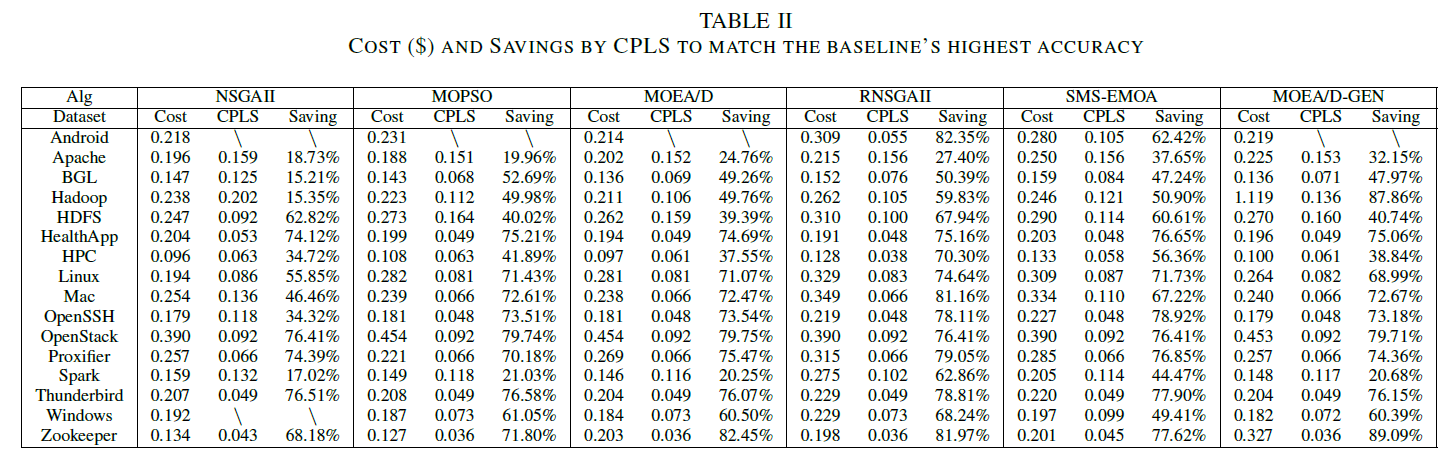 TABLE II
COST ($) AND SAVINGS BY CPLS TO MATCH THE BASELINE'S HIGHEST ACCURACY
Alg NSGAII MOPSO MOEA/D RNSGAII SMS-EMOA MOEA/D-GEN
Dataset Cost CPLS Saving Cost CPLS Saving Cost CPLS Saving Cost CPLS Saving Cost CPLS Saving Cost CPLS Saving
Android 0.218 \ \ 0.231 \ \ 0.214 \ \ 0.309 0.055 82.35% 0.280 0.105 62.42% 0.219 \ \
Apache 0.196 0.159 18.73% 0.188 0.151 19.96% 0.202 0.152 24.76% 0.215 0.156 27.40% 0.250 0.156 37.65% 0.225 0.153 32.15%
BGL 0.147 0.125 15.21% 0.143 0.068 52.69% 0.136 0.069 49.26% 0.152 0.076 50.39% 0.159 0.084 47.24% 0.136 0.071 47.97%
Hadoop 0.238 0.202 15.35% 0.223 0.112 49.98% 0.211 0.106 49.76% 0.262 0.105 59.83% 0.246 0.121 50.90% 1.119 0.136 87.86%
HDFS 0.247 0.092 62.82% 0.273 0.164 40.02% 0.262 0.159 39.39% 0.310 0.100 67.94% 0.290 0.114 60.61% 0.270 0.160 40.74%
HealthApp 0.204 0.053 74.12% 0.199 0.049 75.21% 0.194 0.049 74.69% 0.191 0.048 75.16% 0.203 0.048 76.65% 0.196 0.049 75.06%
HPC 0.096 0.063 34.72% 0.108 0.063 41.89% 0.097 0.061 37.55% 0.128 0.038 70.30% 0.133 0.058 56.36% 0.100 0.061 38.84%
Linux 0.194 0.086 55.85% 0.282 0.081 71.43% 0.281 0.081 71.07% 0.329 0.083 74.64% 0.309 0.087 71.73% 0.264 0.082 68.99%
Mac 0.254 0.136 46.46% 0.239 0.066 72.61% 0.238 0.066 72.47% 0.349 0.066 81.16% 0.334 0.110 67.22% 0.240 0.066 72.67%
OpenSSH 0.179 0.118 34.32% 0.181 0.048 73.51% 0.181 0.048 73.54% 0.219 0.048 78.11% 0.227 0.048 78.92% 0.179 0.048 73.18%
OpenStack 0.390 0.092 76.41% 0.454 0.092 79.74% 0.454 0.092 79.75% 0.390 0.092 76.41% 0.390 0.092 76.41% 0.453 0.092 79.71%
Proxifier 0.257 0.066 74.39% 0.221 0.066 70.18% 0.269 0.066 75.47% 0.315 0.066 79.05% 0.285 0.066 76.85% 0.257 0.066 74.36%
Spark 0.159 0.132 17.02% 0.149 0.118 21.03% 0.146 0.116 20.25% 0.275 0.102 62.86% 0.205 0.114 44.47% 0.148 0.117 20.68%
Thunderbird 0.207 0.049 76.51% 0.208 0.049 76.58% 0.204 0.049 76.07% 0.229 0.049 78.81% 0.220 0.049 77.90% 0.204 0.049 76.15%
Windows 0.192 \ \ 0.187 0.073 61.05% 0.184 0.073 60.50% 0.229 0.073 68.24% 0.197 0.099 49.41% 0.182 0.072 60.39%
Zookeeper 0.134 0.043 68.18% 0.127 0.036 71.80% 0.203 0.036 82.45% 0.198 0.036 81.97% 0.201 0.045 77.62% 0.327 0.036 89.09%